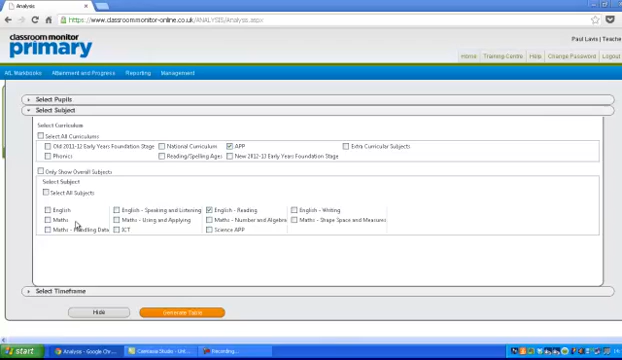 Analysis
https://www.classroommonitor-online.co.uk/ANALYSIS/Analyse.aspx
classroom monitor
primary
Paul Lavis | Teache
Home | Training Centre | Help | Change Password | Logout
AfL Workbooks Attainment and Progress Reporting Management
Select Pupils
Select Subject
Select Curriculum
Select All Curriculums
Old 2011-12 Early Years Foundation Stage National Curriculum APP Extra Curricular Subjects
Phonics Reading/Spelling Ages New 2012-13 Early Years Foundation Stage
Only Show Overall Subjects
Select Subject
Select All Subjects
English English - Speaking and Listening English - Reading English - Writing
Maths Maths - Using and Applying Maths - Number and Algebra Maths - Shape Space and Measures
Maths - Handling Data ICT Science APP
Select Timeframe
Hide Generate Table
start Analysis - Google Chr... Camtasia Studio - Unt... Recording...